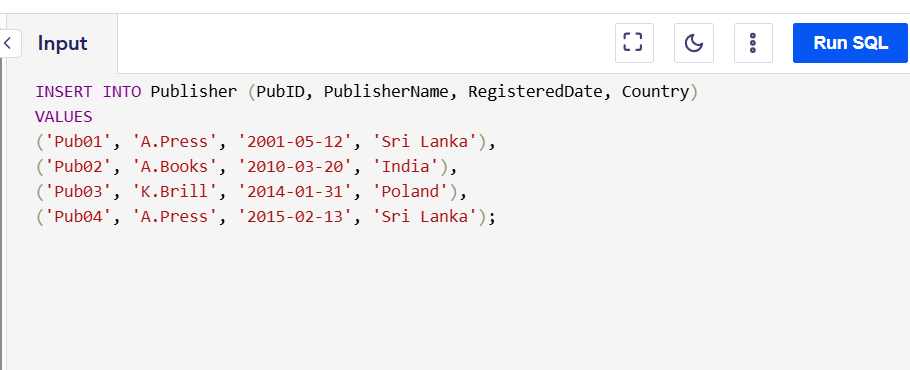 Input
Run SQL
INSERT INTO Publisher (PubID, PublisherName, RegisteredDate, Country)
VALUES
('Pub01', 'A.Press', '2001-05-12', 'Sri Lanka'),
('Pub02', 'A.Books', '2010-03-20', 'India'),
('Pub03', 'K.Brill', '2014-01-31', 'Poland'),
('Pub04', 'A.Press', '2015-02-13', 'Sri Lanka');